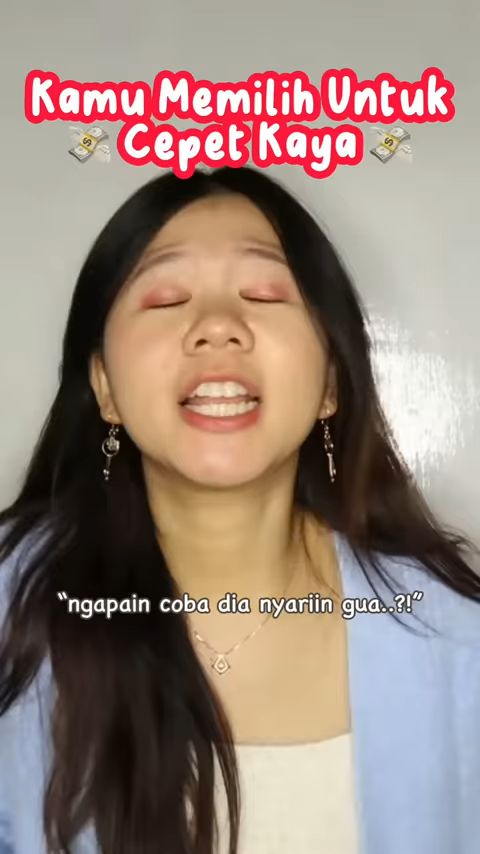 Kamu Memilih Untuk
💸 Cepet Kaya 💸
"ngapain coba dia nyariin gua..?!"